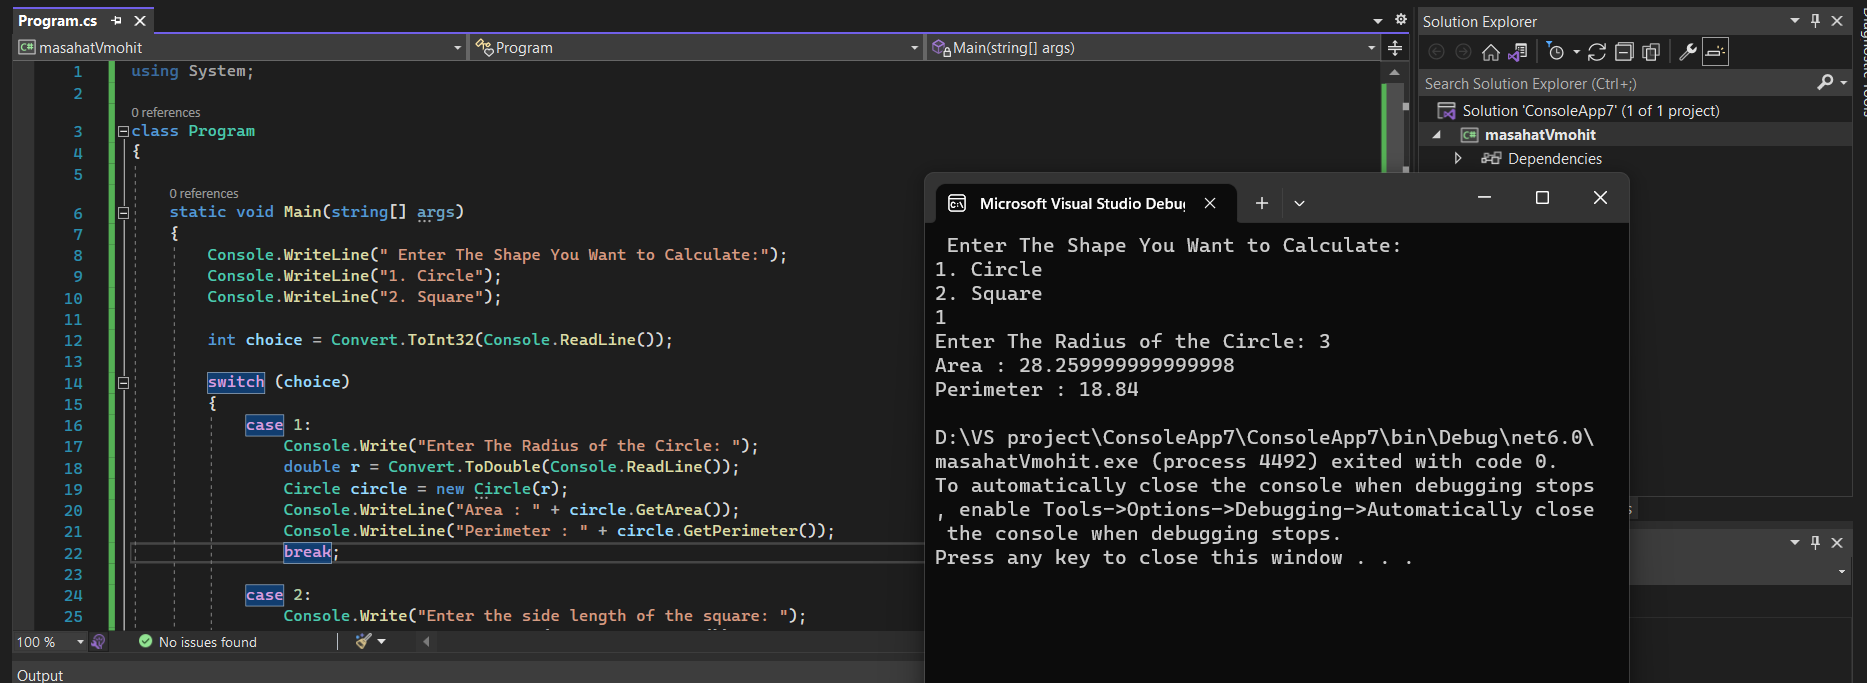 Program.cs
masahatVmohit
Program
Main(string[] args)
1 using System;
2
0 references
3 class Program
4 {
5
0 references
6 static void Main(string[] args)
7 {
8 Console.WriteLine(" Enter The Shape You Want to Calculate:");
9 Console.WriteLine("1. Circle");
10 Console.WriteLine("2. Square");
11
12 int choice = Convert.ToInt32(Console.ReadLine());
13
14 switch (choice)
15 {
16 case 1:
17 Console.Write("Enter The Radius of the Circle: ");
18 double r = Convert.ToDouble(Console.ReadLine());
19 Circle circle = new Circle(r);
20 Console.WriteLine("Area : " + circle.GetArea());
21 Console.WriteLine("Perimeter : " + circle.GetPerimeter());
22 break;
23
24 case 2:
25 Console.Write("Enter the side length of the square: ");
100 %
No issues found
Output
Solution Explorer
Search Solution Explorer (Ctrl+;)
Solution 'ConsoleApp7' (1 of 1 project)
C# masahatVmohit
Dependencies
Microsoft Visual Studio Debu
Enter The Shape You Want to Calculate:
1. Circle
2. Square
1
Enter The Radius of the Circle: 3
Area : 28.259999999999998
Perimeter : 18.84
D:\VS project\ConsoleApp7\ConsoleApp7\bin\Debug\net6.0\
masahatVmohit.exe (process 4492) exited with code 0.
To automatically close the console when debugging stops
, enable Tools->Options->Debugging->Automatically close
the console when debugging stops.
Press any key to close this window . . .